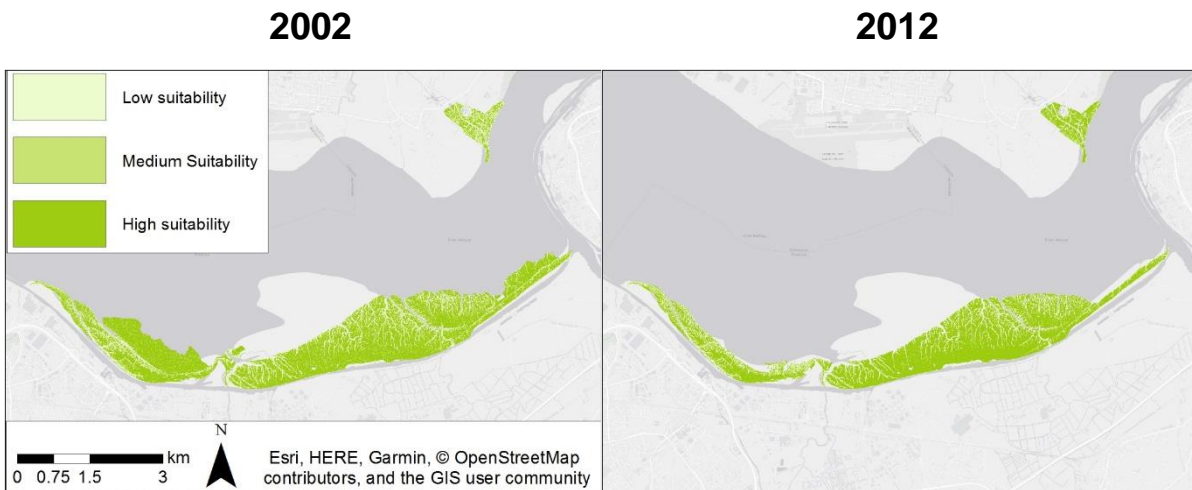 2002
2012
Low suitability
Medium Suitability
High suitability
N
km
0 0.75 1.5 3
Esri, HERE, Garmin, © OpenStreetMap
contributors, and the GIS user community